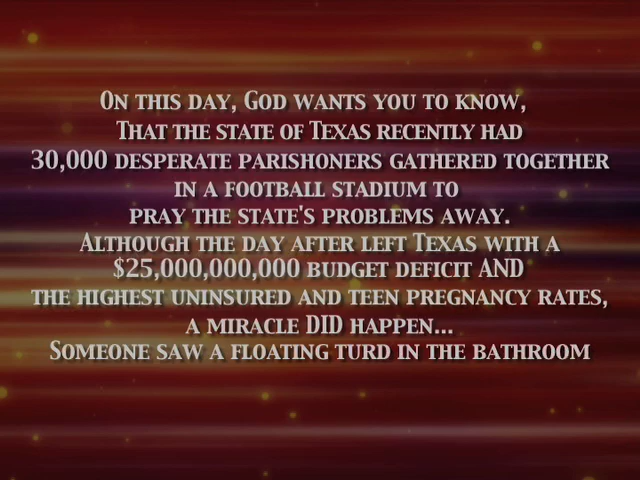 On this day, God wants you to know,
That the state of Texas recently had
30,000 desperate parishoners gathered together
in a football stadium to
pray the state's problems away.
Although the day after left Texas with a
$25,000,000,000 budget deficit AND
the highest uninsured and teen pregnancy rates,
a miracle DID happen...
Someone saw a floating turd in the bathroom